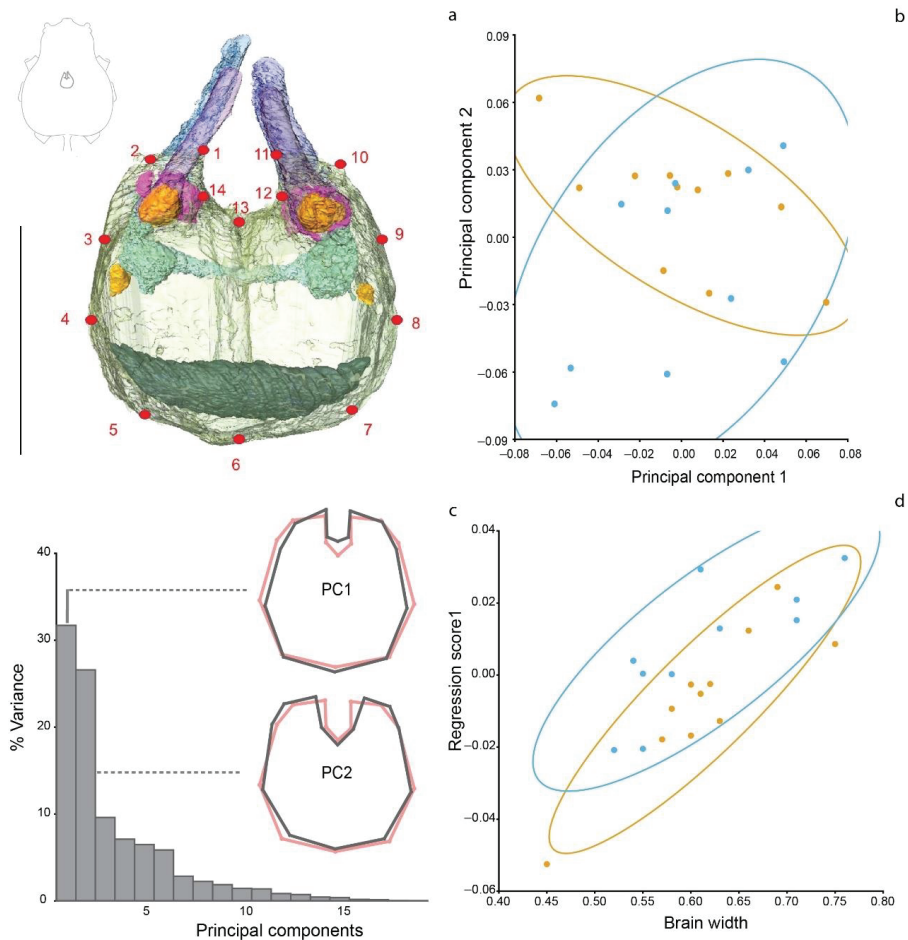 a
2
1
11
10
14
12
13
3
9
4
8
5
7
6
b
Principal component 2
0.09
0.06
0.03
0.00
−0.03
−0.06
−0.09
−0.08 −0.06 −0.04 −0.02 0.00 0.02 0.04 0.06 0.08
Principal component 1
c
% Variance
40
30
20
10
0
5 15
Principal components
PC1
PC2
d
Regression score1
0.04
0.02
0.00
−0.02
−0.04
−0.06
0.40 0.45 0.50 0.55 0.60 0.65 0.70 0.75 0.80
Brain width